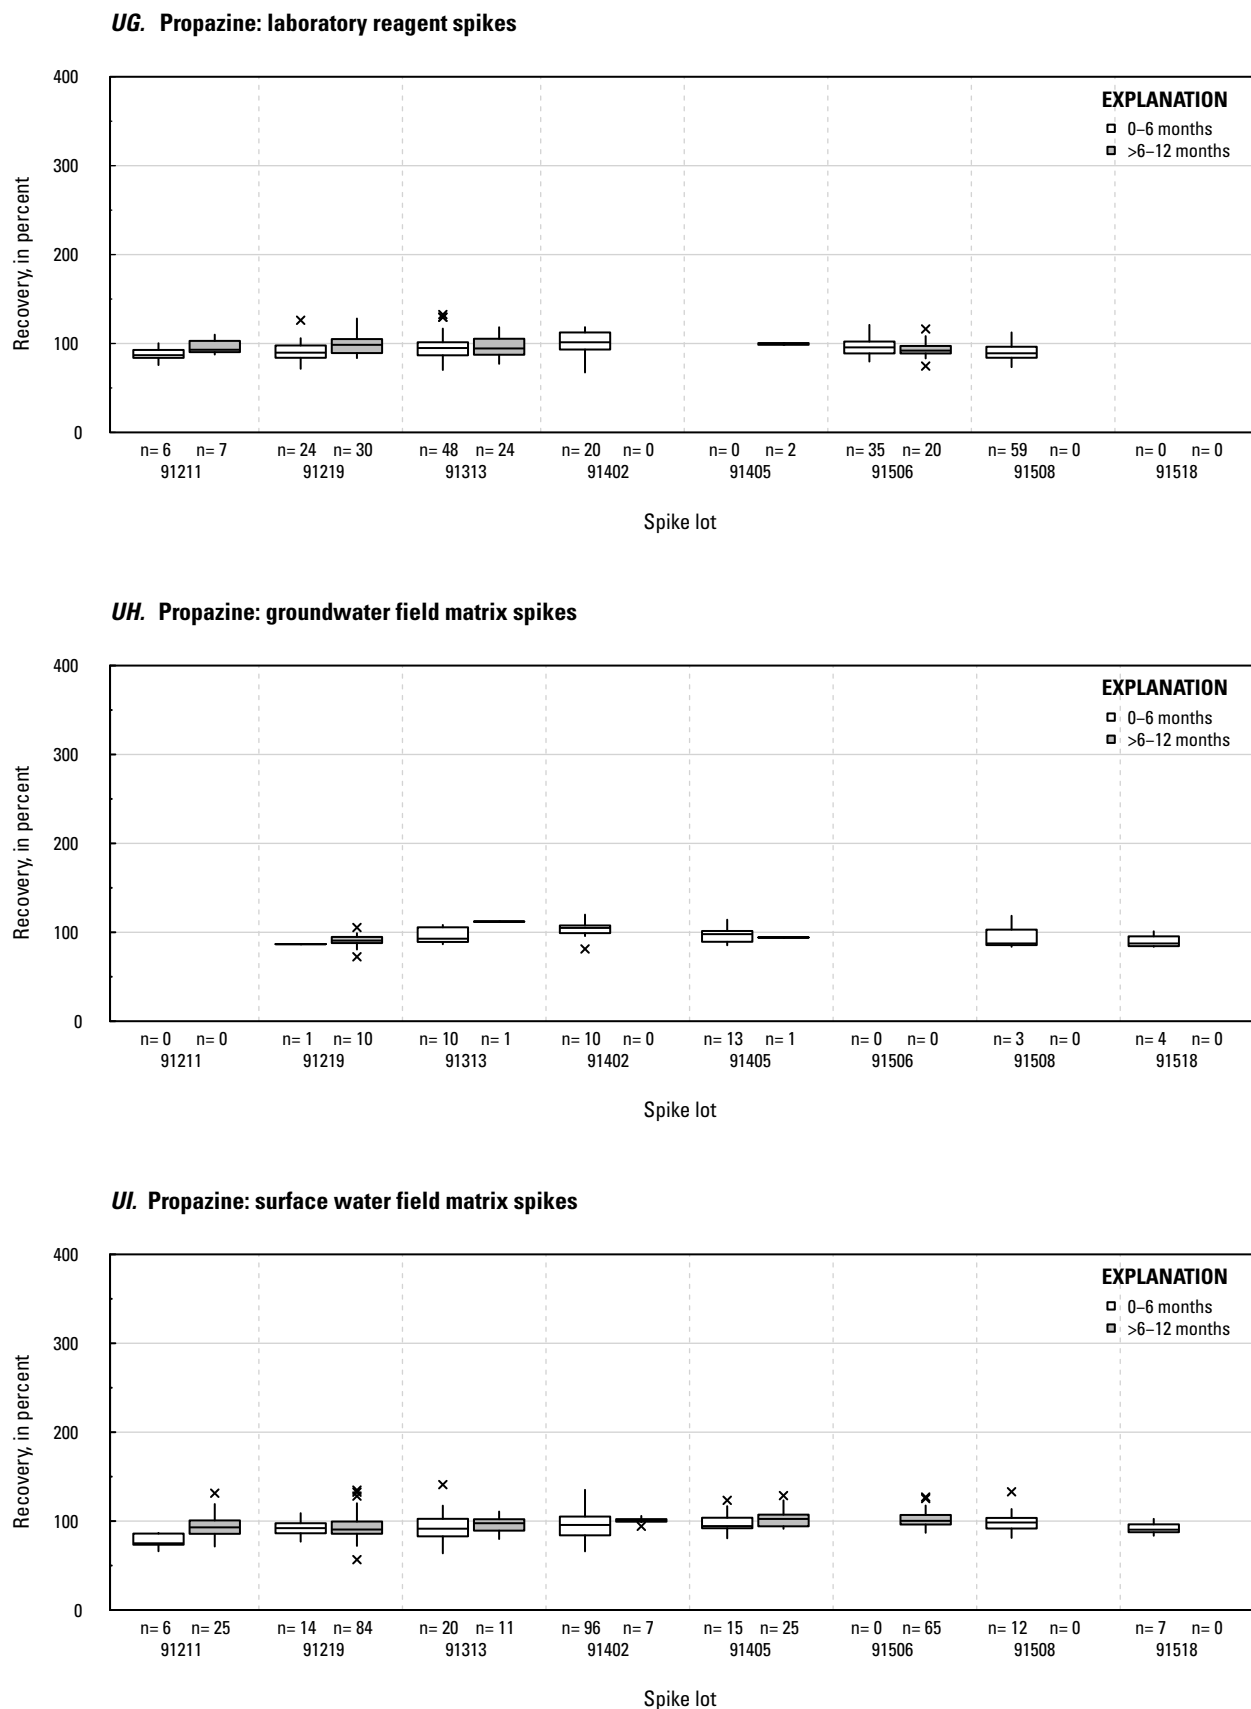 UG. Propazine: laboratory reagent spikes
400
300
200
100
0
Recovery, in percent
EXPLANATION
0–6 months
>6–12 months
n= 6 n= 7 n= 24 n= 30 n= 48 n= 24 n= 20 n= 0 n= 0 n= 2 n= 35 n= 20 n= 59 n= 0 n= 0 n= 0
91211 91219 91313 91402 91405 91506 91508 91518
Spike lot
UH. Propazine: groundwater field matrix spikes
400
300
200
100
0
Recovery, in percent
EXPLANATION
0–6 months
>6–12 months
n= 0 n= 0 n= 1 n= 10 n= 10 n= 1 n= 10 n= 0 n= 13 n= 1 n= 0 n= 0 n= 3 n= 0 n= 4 n= 0
91211 91219 91313 91402 91405 91506 91508 91518
Spike lot
UI. Propazine: surface water field matrix spikes
400
300
200
100
0
Recovery, in percent
EXPLANATION
0–6 months
>6–12 months
n= 6 n= 25 n= 14 n= 84 n= 20 n= 11 n= 96 n= 7 n= 15 n= 25 n= 0 n= 65 n= 12 n= 0 n= 7 n= 0
91211 91219 91313 91402 91405 91506 91508 91518
Spike lot